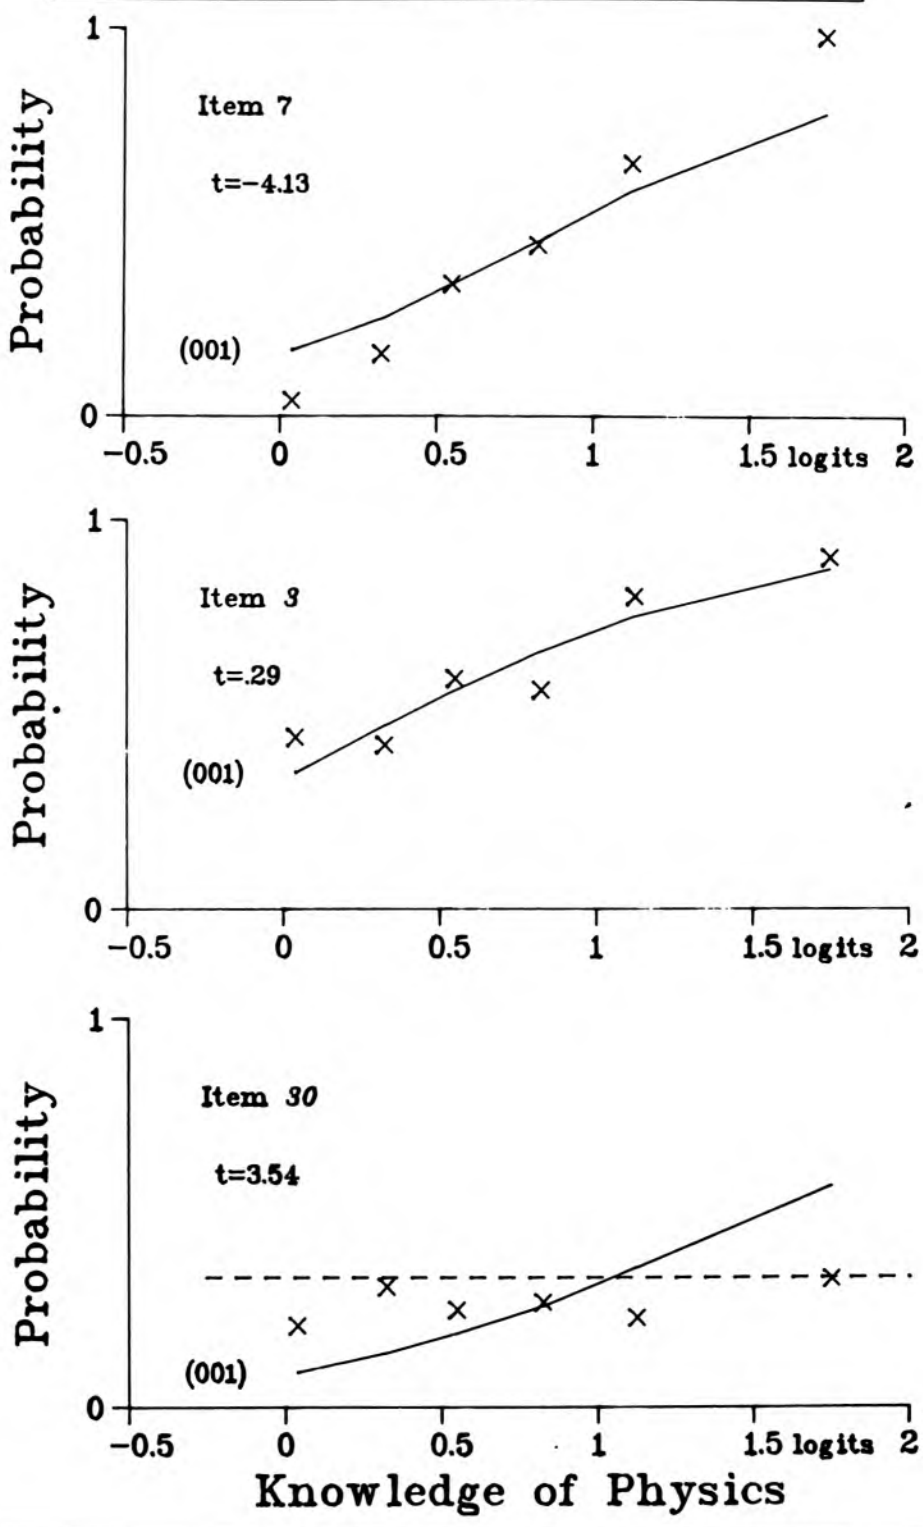 1
Probability
Item 7
t=-4.13
(001)
0
-0.5 0 0.5 1 1.5 logits 2
1
Probability
Item 3
t=.29
(001)
0
-0.5 0 0.5 1 1.5 logits 2
1
Probability
Item 30
t=3.54
(001)
0
-0.5 0 0.5 1 1.5 logits 2
Knowledge of Physics